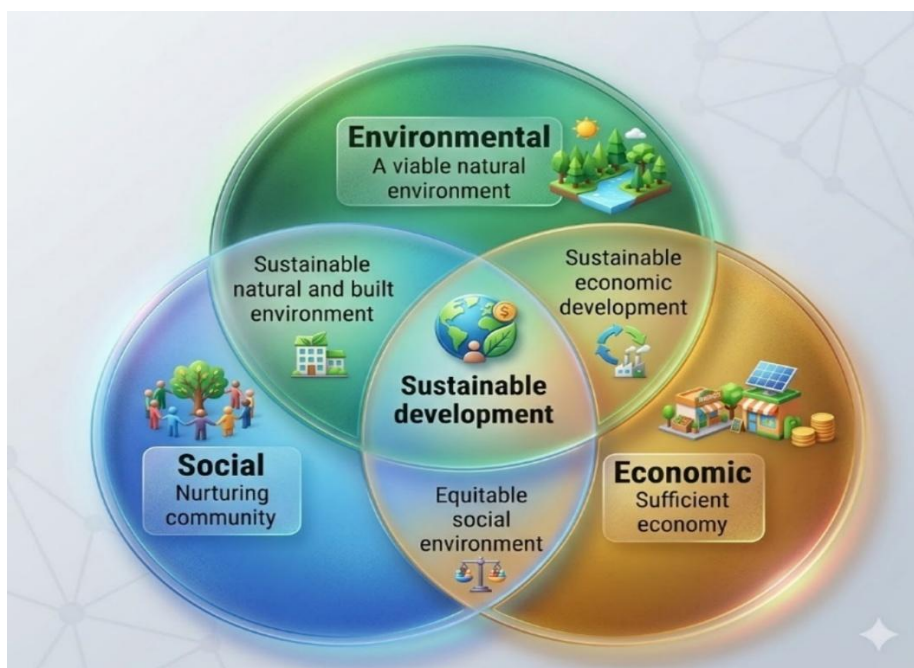 Environmental
A viable natural
environment
Sustainable
natural and built
environment
Sustainable
economic
development
Sustainable
development
Social
Nurturing
community
Economic
Sufficient
economy
Equitable
social
environment
$